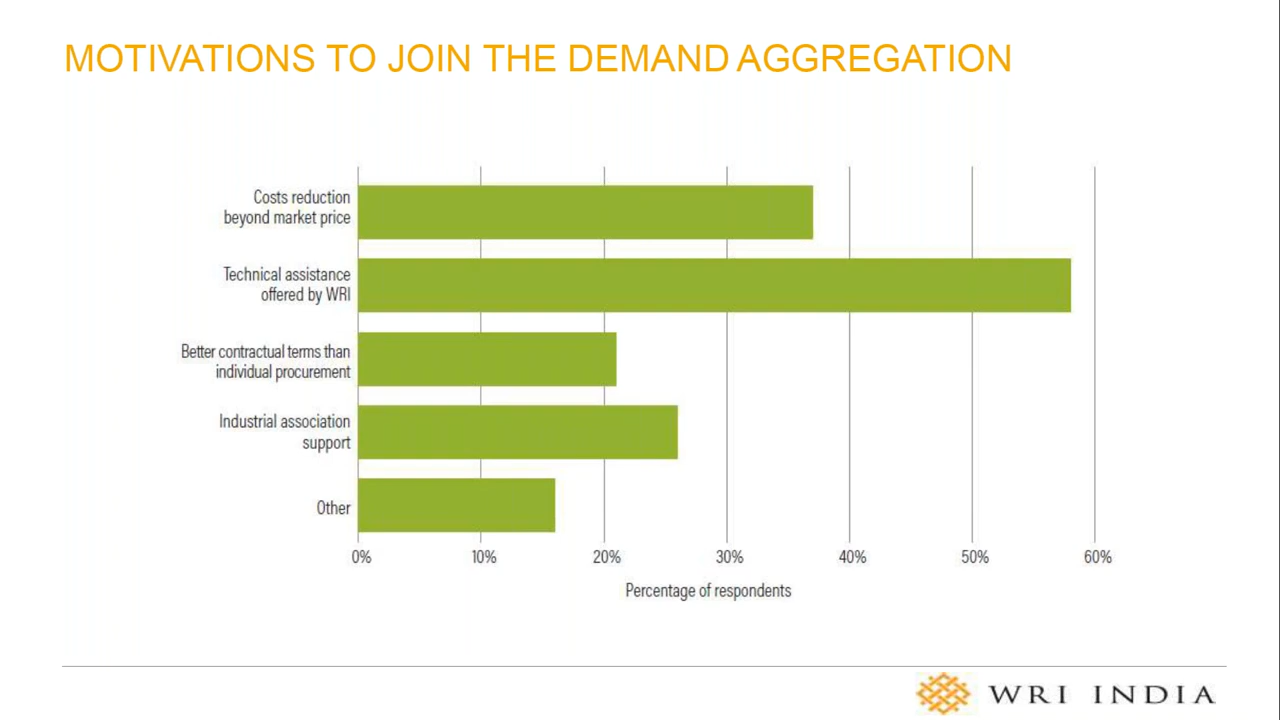 MOTIVATIONS TO JOIN THE DEMAND AGGREGATION
Costs reduction
beyond market price
Technical assistance
offered by WRI
Better contractual terms than
individual procurement
Industrial association
support
Other
0% 10% 20% 30% 40% 50% 60%
Percentage of respondents
WRI INDIA